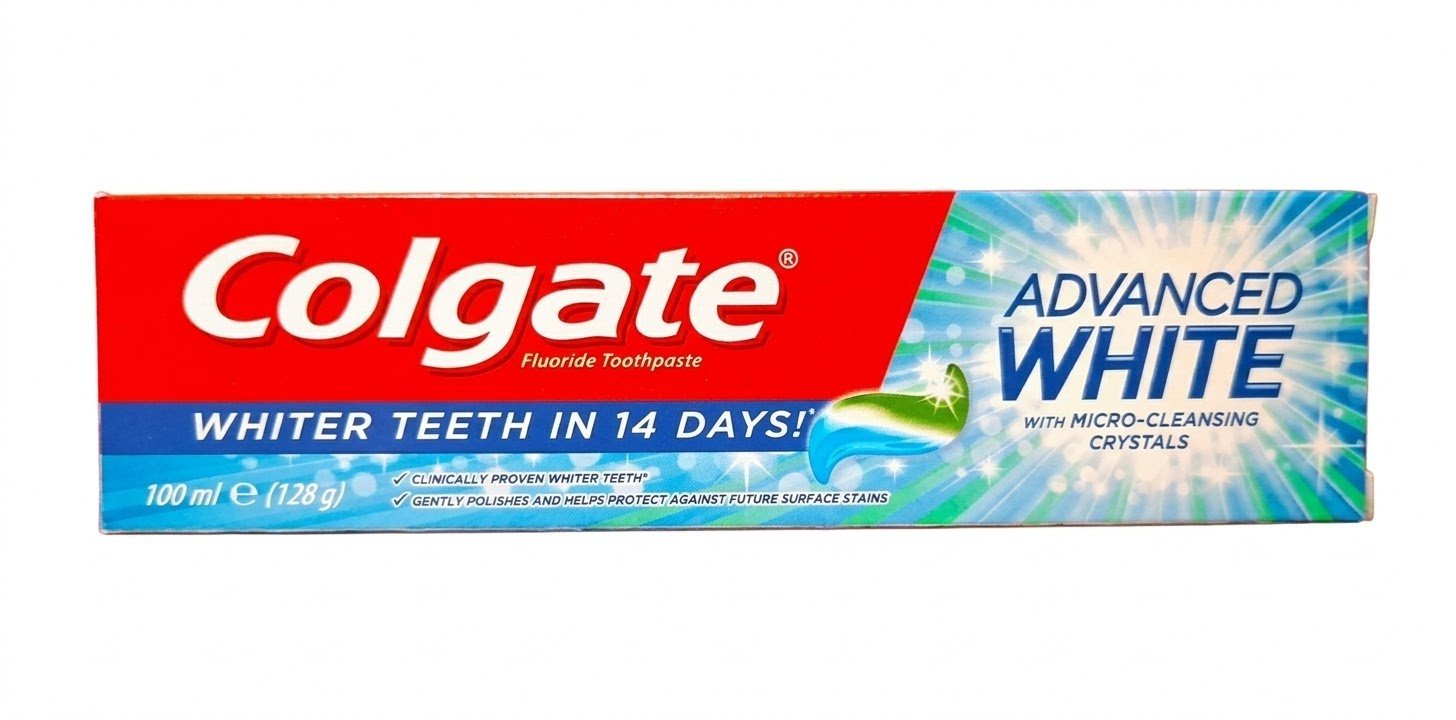 Colgate®
Fluoride Toothpaste
WHITER TEETH IN 14 DAYS!*
100 ml e (128 g)
✓ CLINICALLY PROVEN WHITER TEETH*
✓ GENTLY POLISHES AND HELPS PROTECT AGAINST FUTURE SURFACE STAINS
ADVANCED
WHITE
WITH MICRO-CLEANSING
CRYSTALS